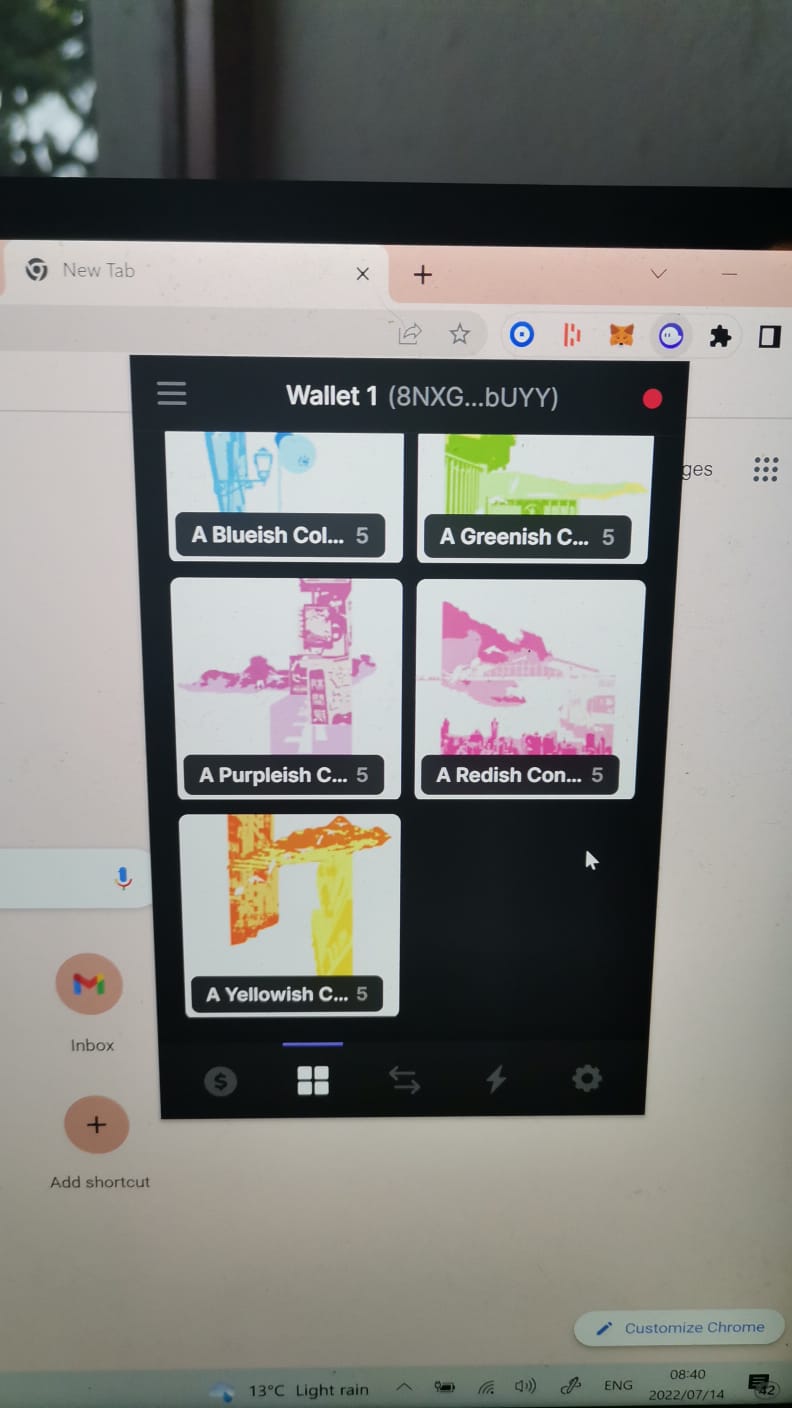 New Tab
Wallet 1 (8NXG...bUYY)
ges
A Blueish Col... 5
A Greenish C... 5
A Purpleish C... 5
A Redish Con... 5
A Yellowish C... 5
Inbox
Add shortcut
Customize Chrome
13°C Light rain
ENG
08:40
2022/07/14
42